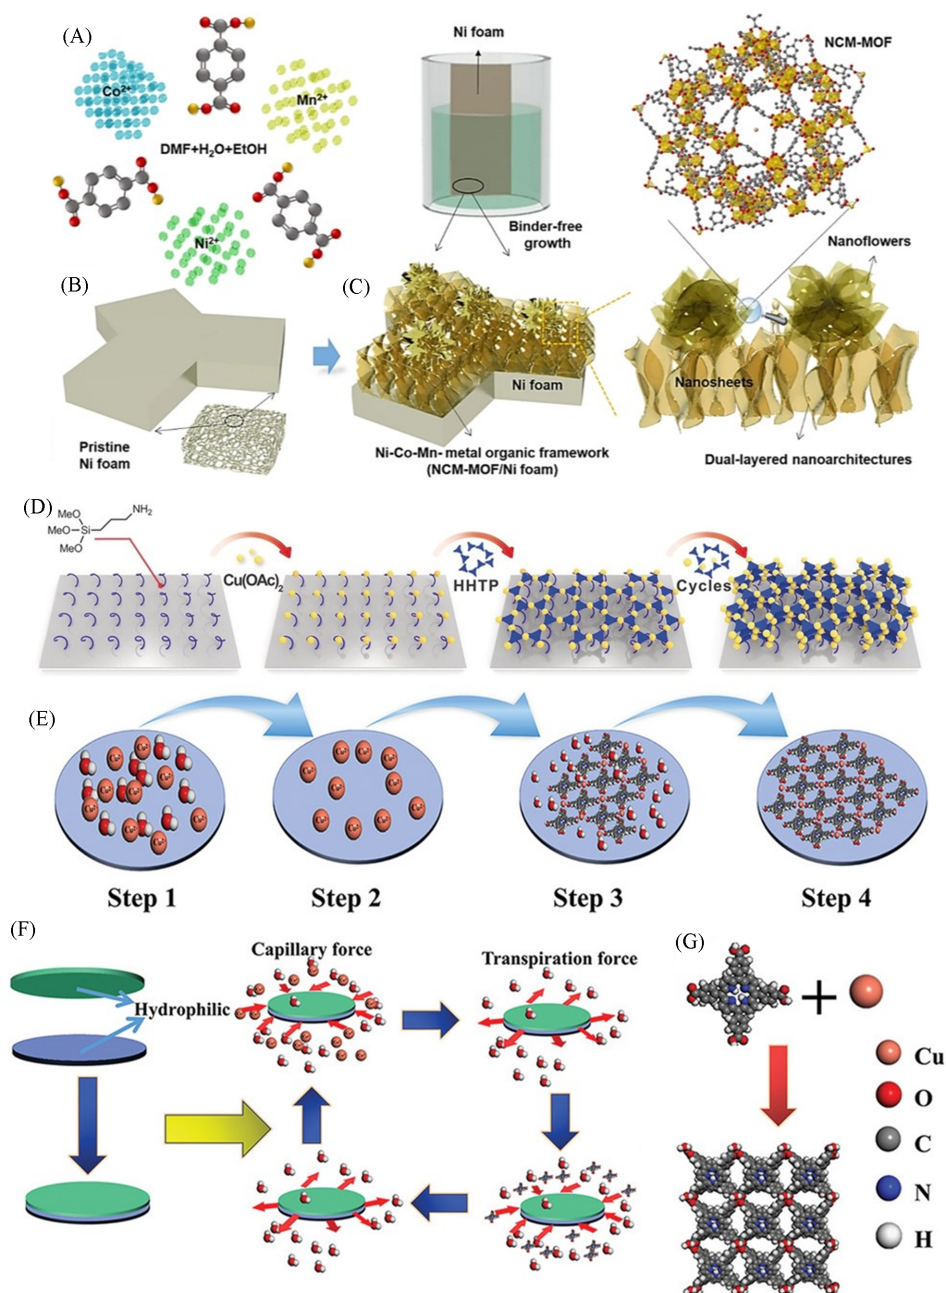 (A)
Co2+
Mn2+
DMF+H2O+EtOH
Ni2+
Ni foam
Binder-free
growth
NCM-MOF
Nanoflowers
(B)
Pristine
Ni foam
(C)
Ni foam
Ni-Co-Mn- metal organic framework
(NCM-MOF/Ni foam)
Nanosheets
Dual-layered nanoarchitectures
(D)
MeO
NH2
MeO-Si
MeO
Cu(OAc)2
HHTP
Cycles
(E)
Step 1
Step 2
Step 3
Step 4
(F)
Hydrophilic
Capillary force
Transpiration force
(G)
Cu
O
C
N
H